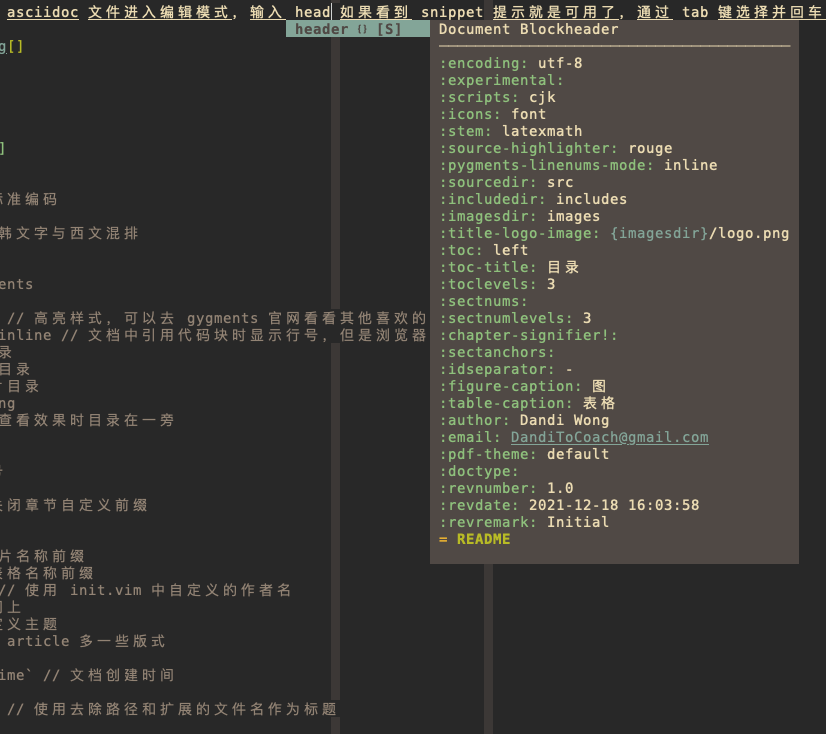 asciidoc 文件进入编辑模式, 输入 head 如果看到 snippet 提示就是可用了, 通过 tab 键选择并回车
header () [S]
Document Blockheader
g[]
:encoding: utf-8
:experimental:
:scripts: cjk
:icons: font
:stem: latexmath
:source-highlighter: rouge
:pygments-linenums-mode: inline
:sourcedir: src
:includedir: includes
:imagesdir: images
:title-logo-image: {imagesdir}/logo.png
:toc: left
:toc-title: 目录
:toclevels: 3
:sectnums:
:sectnumlevels: 3
:chapter-signifier!:
:sectanchors:
:idseparator: -
:figure-caption: 图
:table-caption: 表格
:author: Dandi Wong
:email: DandiToCoach@gmail.com
:pdf-theme: default
:doctype:
:revnumber: 1.0
:revdate: 2021-12-18 16:03:58
:revremark: Initial
= README
]
准编码
韩文字与西文混排
ents
// 高亮样式, 可以去 gygments 官网看看其他喜欢的
inline // 文档中引用代码块时显示行号, 但是浏览器
录
目录
目录
ng
查看效果时目录在一旁
闭章节自定义前缀
片名称前缀
表格名称前缀
// 使用 init.vim 中自定义的作者名
上
定义主题
article 多一些版式
ime` // 文档创建时间
// 使用去除路径和扩展的文件名作为标题